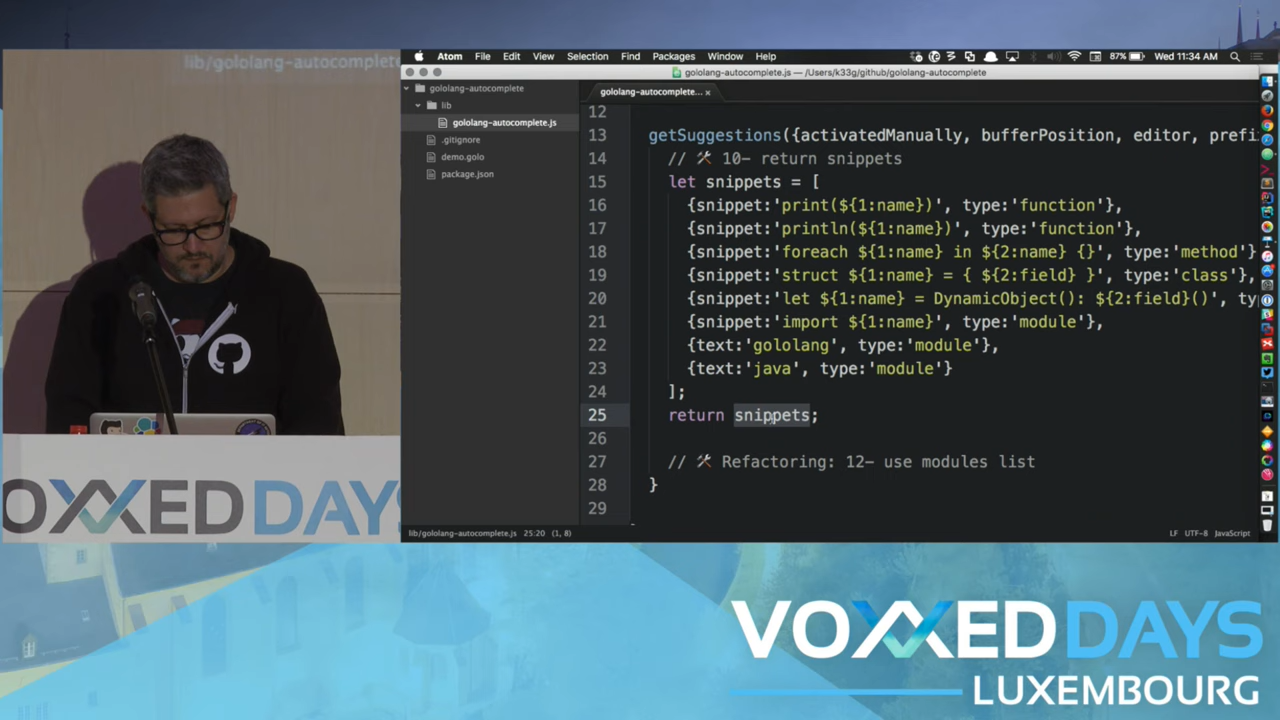 lib/gololang-autocomplete
Atom File Edit View Selection Find Packages Window Help 87% Wed 11:34 AM
gololang-autocomplete.js — /Users/k33g/github/gololang-autocomplete
gololang-autocomplete
lib
gololang-autocomplete.js
.gitignore
demo.golo
package.json
gololang-autocomplete... ×
12
13 getSuggestions({activatedManually, bufferPosition, editor, prefi
14 // 🛠 10- return snippets
15 let snippets = [
16 {snippet:'print(${1:name})', type:'function'},
17 {snippet:'println(${1:name})', type:'function'},
18 {snippet:'foreach ${1:name} in ${2:name} {}', type:'method'}
19 {snippet:'struct ${1:name} = { ${2:field} }', type:'class'},
20 {snippet:'let ${1:name} = DynamicObject(): ${2:field}()', ty
21 {snippet:'import ${1:name}', type:'module'},
22 {text:'gololang', type:'module'},
23 {text:'java', type:'module'}
24 ];
25 return snippets;
26
27 // 🛠 Refactoring: 12- use modules list
28 }
29
lib/gololang-autocomplete.js 25:20 (1, 8) LF UTF-8 JavaScript
OXXEDDAYS
VOXXEDDAYS
LUXEMBOURG